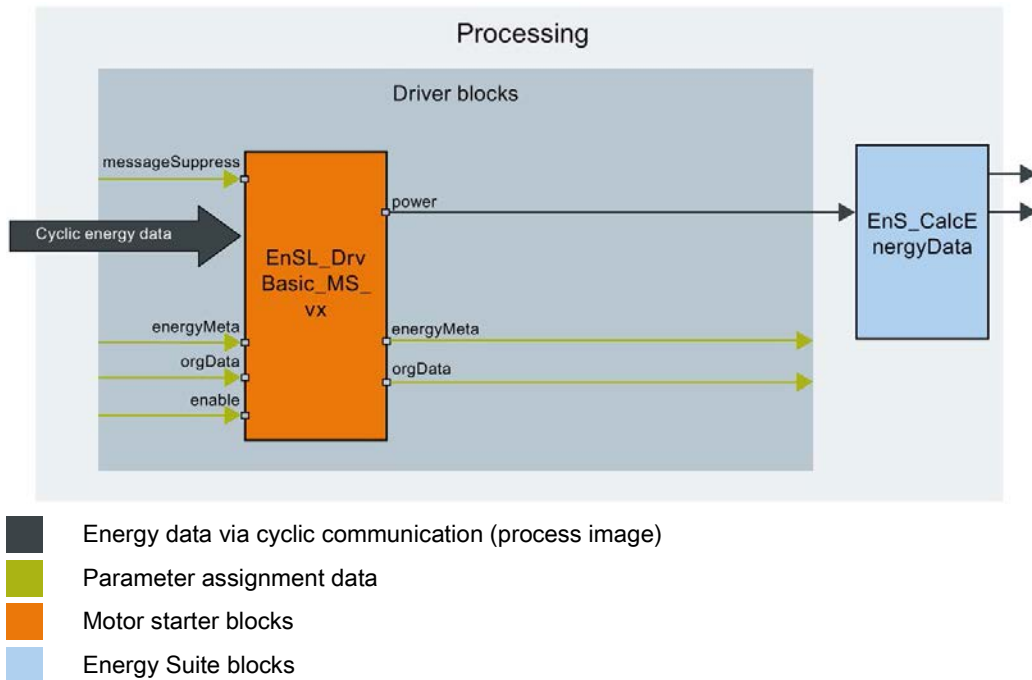 Processing
Driver blocks
messageSuppress
Cyclic energy data
power
EnSL_Drv
Basic_MS_
vx
EnS_CalcE
nergyData
energyMeta
energyMeta
orgData
orgData
enable
Energy data via cyclic communication (process image)
Parameter assignment data
Motor starter blocks
Energy Suite blocks